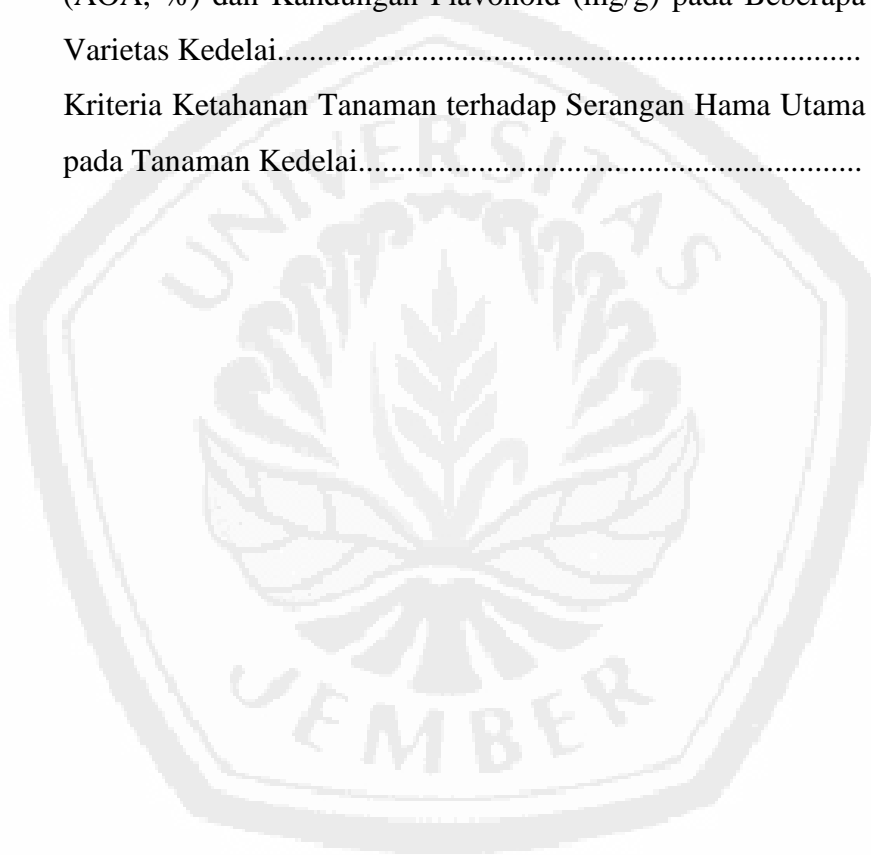 (AOA, %) dan Kandungan Flavonoid (mg/g) pada Beberapa
Varietas Kedelai..........................................................................
Kriteria Ketahanan Tanaman terhadap Serangan Hama Utama
pada Tanaman Kedelai................................................................
UNIVERSITAS
JEMBER